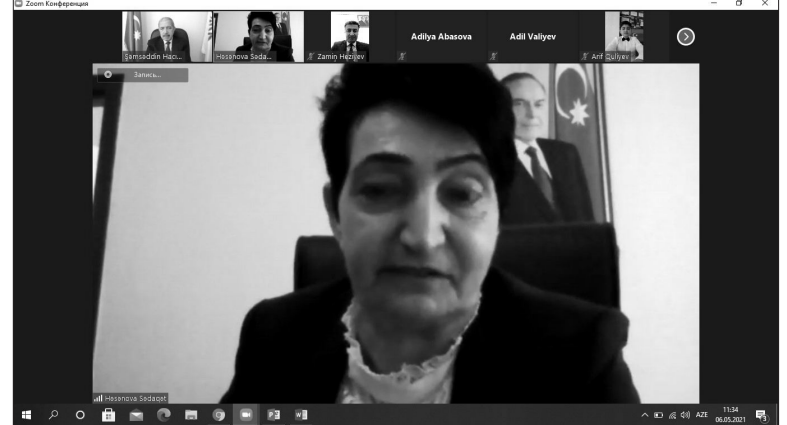 Zoom Конференция
Şəmsəddin Hacı...
Həsənova Səda...
Zamin Həziyev
Adilya Abasova
Adil Valiyev
Arif Quliyev
Запись...
Həsənova Sədaqət
AZE
11:34
06.05.2021